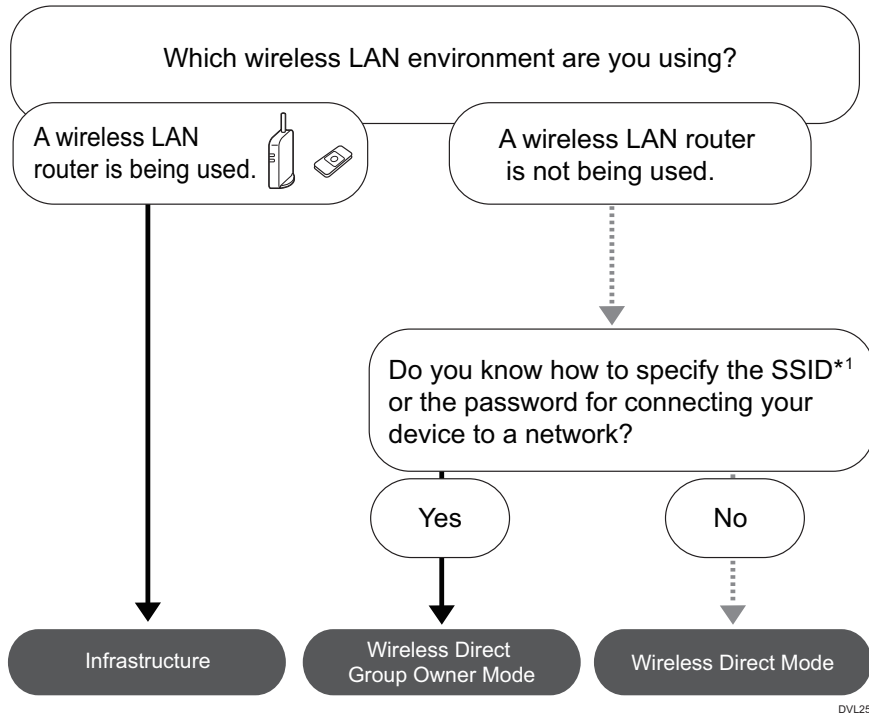 Which wireless LAN environment are you using?
A wireless LAN
router is being used.
A wireless LAN router
is not being used.
Do you know how to specify the SSID*1
or the password for connecting your
device to a network?
Yes
No
Infrastructure
Wireless Direct
Group Owner Mode
Wireless Direct Mode
DVL25